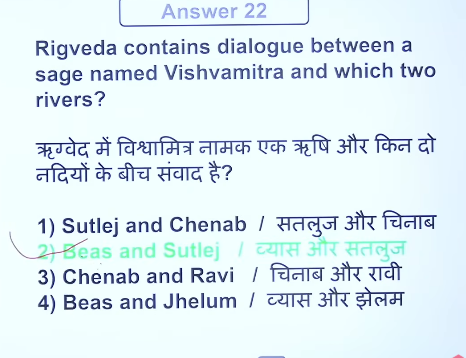 Answer 22
Rigveda contains dialogue between a
sage named Vishvamitra and which two
rivers?
ऋग्वेद में विश्वामित्र नामक एक ऋषि और किन दो
नदियों के बीच संवाद है?
1) Sutlej and Chenab / सतलुज और चिनाब
2) Beas and Sutlej / व्यास और सतलुज
3) Chenab and Ravi / चिनाब और रावी
4) Beas and Jhelum / व्यास और झेलम